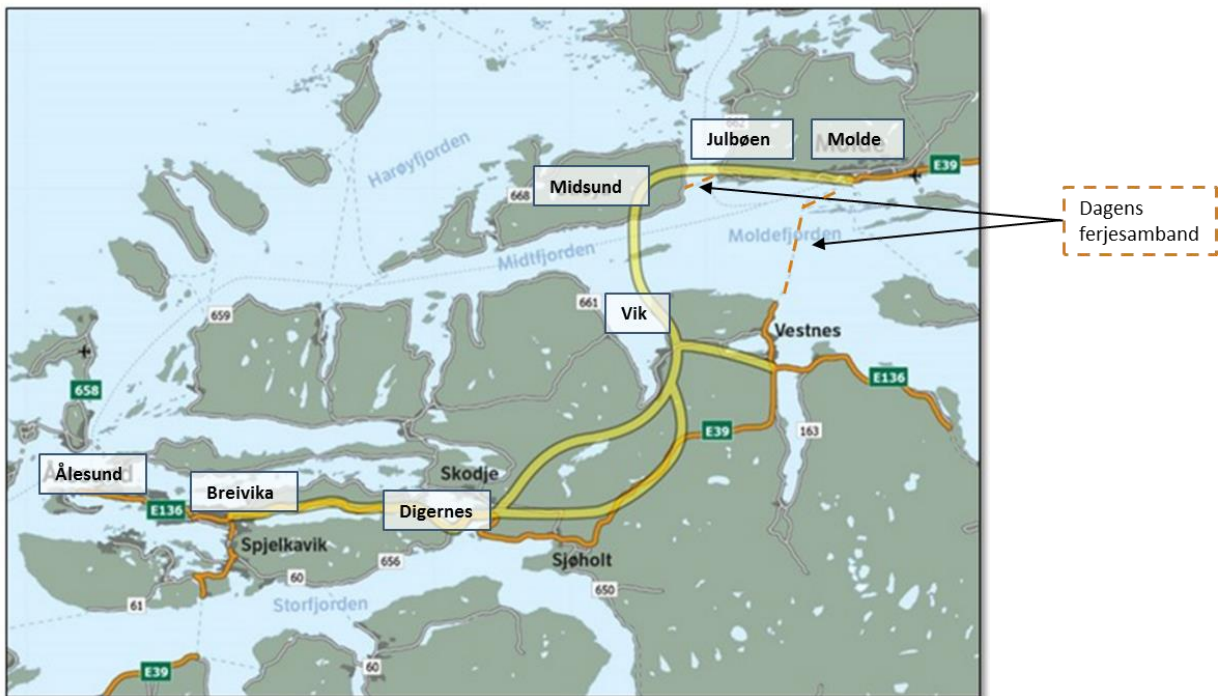 Julbøen
Molde
662
E39
Harøyfjorden
Midsund
668
Dagens
ferjesamband
Moldefjorden
Midtfjorden
661
Vik
659
Vestnes
658
E136
E39
163
Ålesund
Skodje
Breivika
Digernes
E136
Spjelkavik
656
Sjøholt
60
650
61
Storfjorden
60
E39